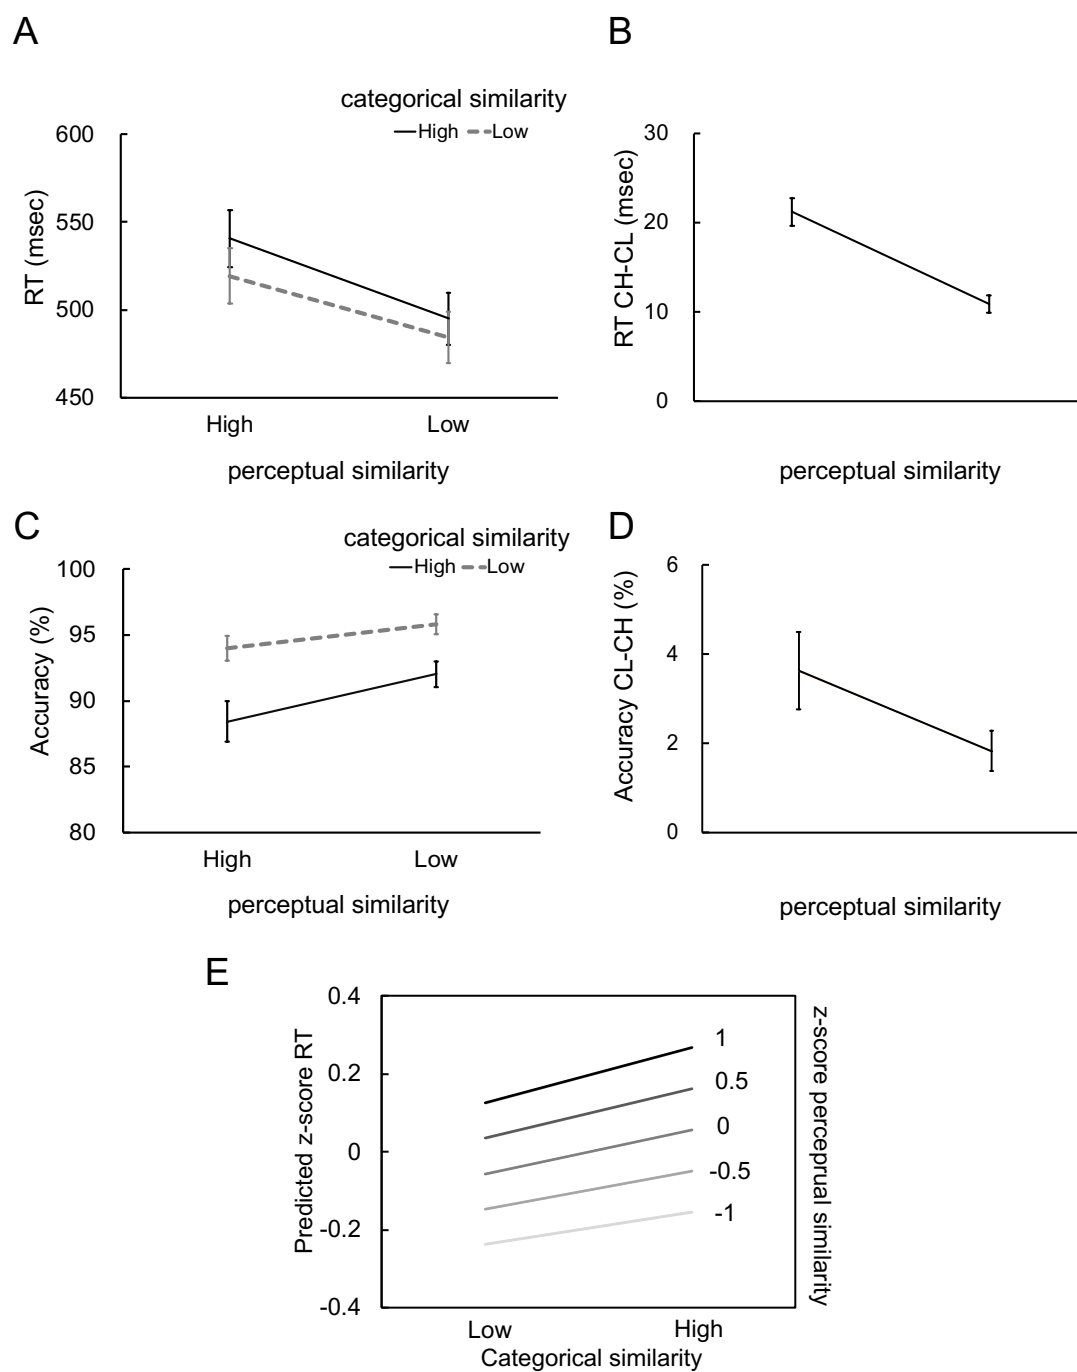 A
categorical similarity
High Low
RT (msec)
600
550
500
450
High Low
perceptual similarity
B
RT CH-CL (msec)
30
20
10
0
perceptual similarity
C
categorical similarity
High Low
Accuracy (%)
100
95
90
85
80
High Low
perceptual similarity
D
Accuracy CL-CH (%)
6
4
2
0
perceptual similarity
E
Predicted z-score RT
0.4
0.2
0
-0.2
-0.4
1
0.5
0
-0.5
-1
z-score perceprual similarity
Low High
Categorical similarity